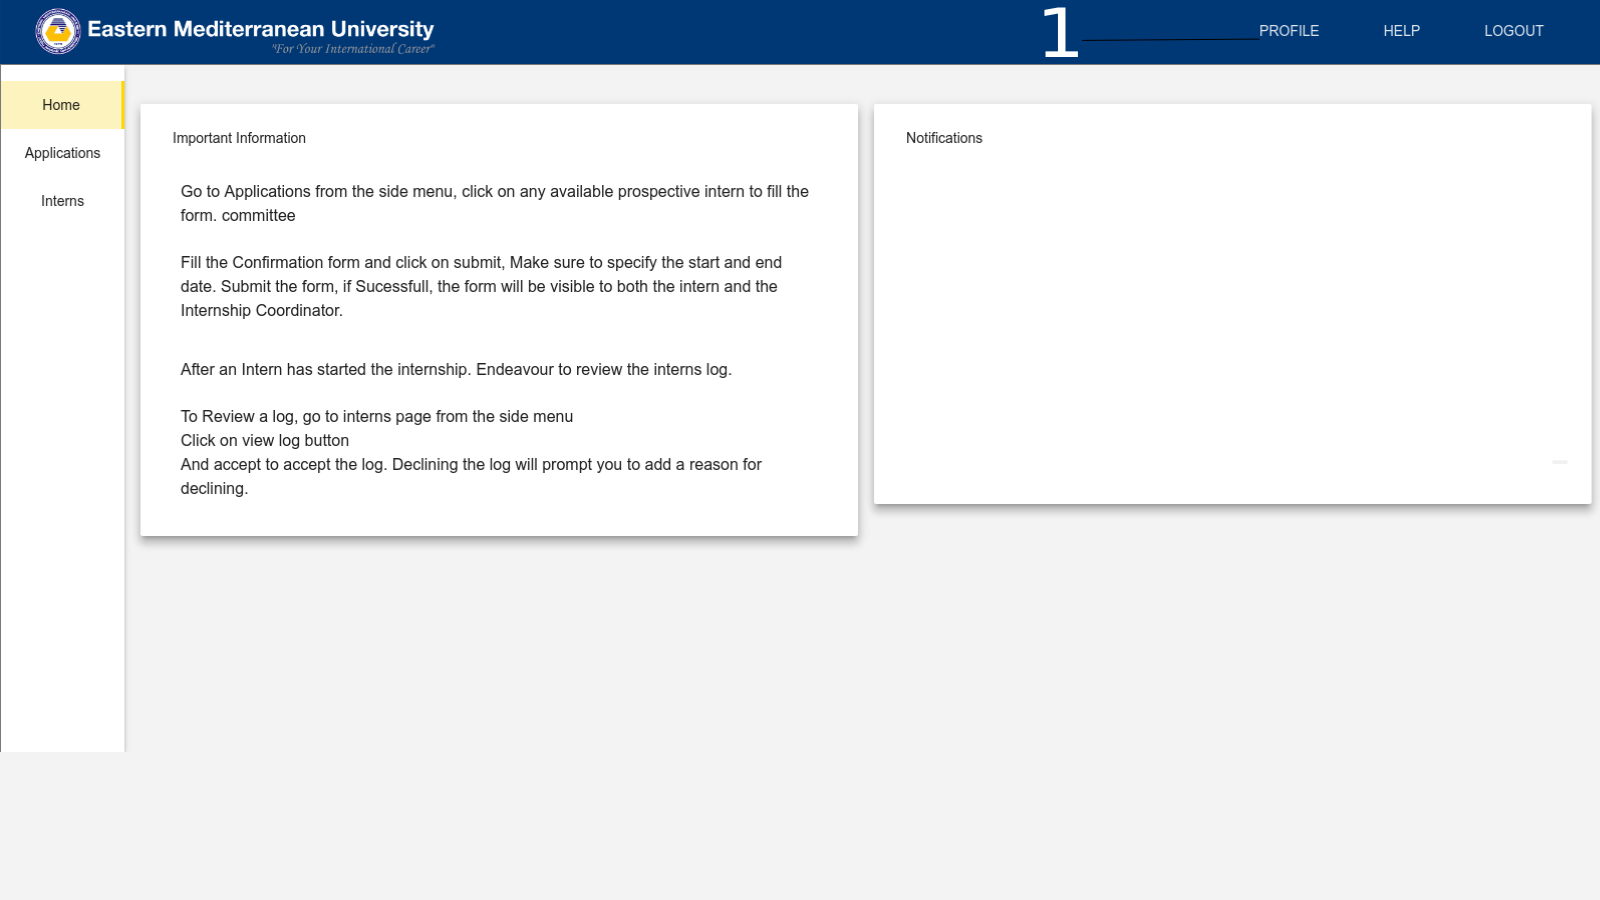 Eastern Mediterranean University
"For Your International Career"
1
PROFILE
HELP
LOGOUT
Home
Applications
Interns
Important Information
Go to Applications from the side menu, click on any available prospective intern to fill the
form. committee
Fill the Confirmation form and click on submit, Make sure to specify the start and end
date. Submit the form, if Sucessfull, the form will be visible to both the intern and the
Internship Coordinator.
After an Intern has started the internship. Endeavour to review the interns log.
To Review a log, go to interns page from the side menu
Click on view log button
And accept to accept the log. Declining the log will prompt you to add a reason for
declining.
Notifications